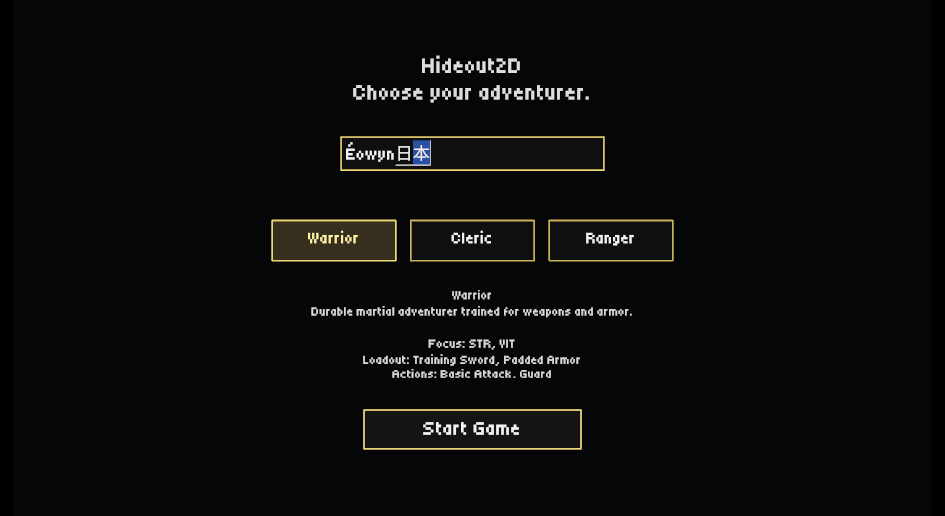 Hideout2D
Choose your adventurer.
Éowyn日本
Warrior
Cleric
Ranger
Warrior
Durable martial adventurer trained for weapons and armor.
Focus: STR, VIT
Loadout: Training Sword, Padded Armor
Actions: Basic Attack. Guard
Start Game